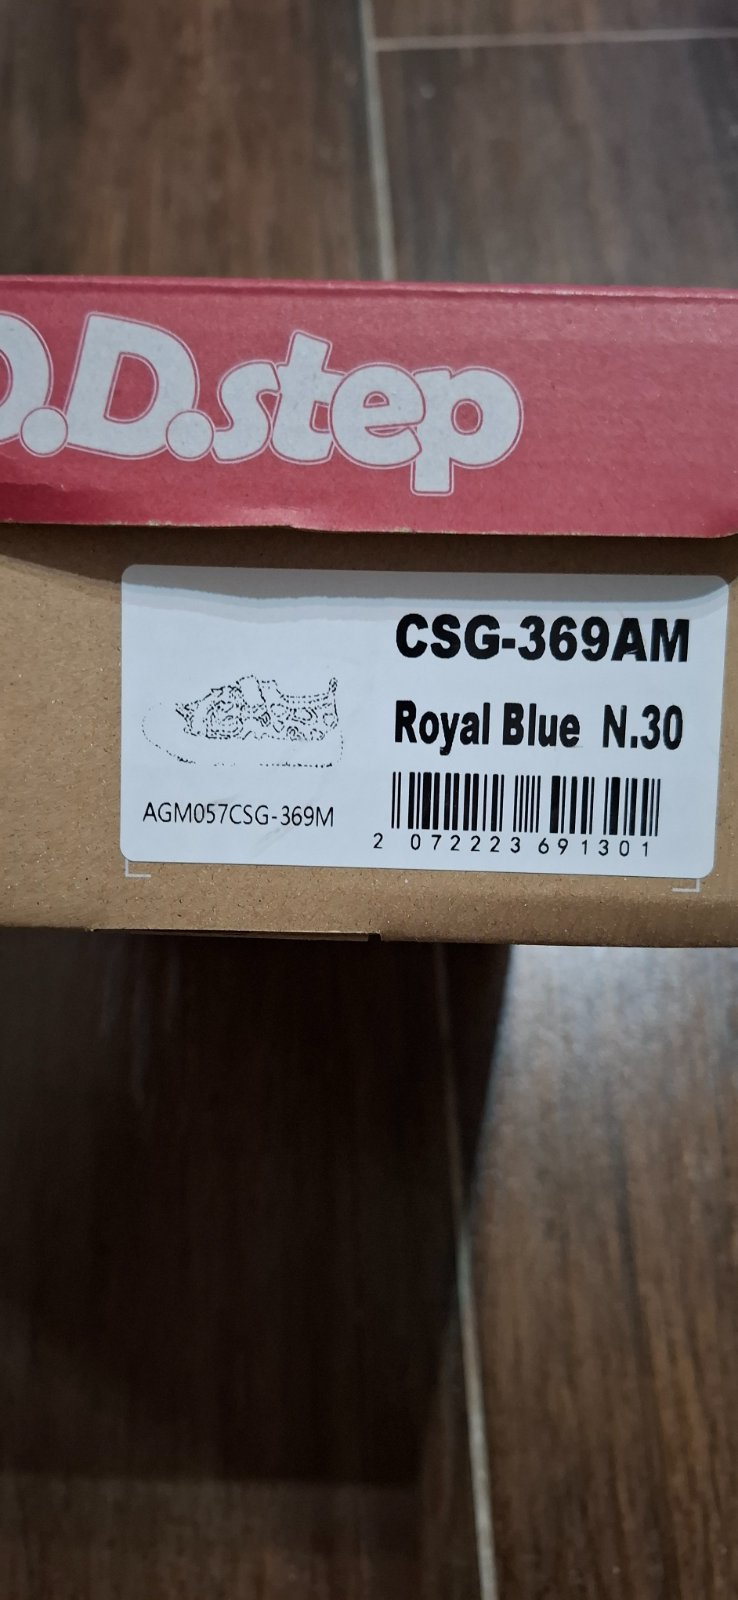 D.D.step
CSG-369AM
Royal Blue N.30
AGM057CSG-369M
2 072223 691301